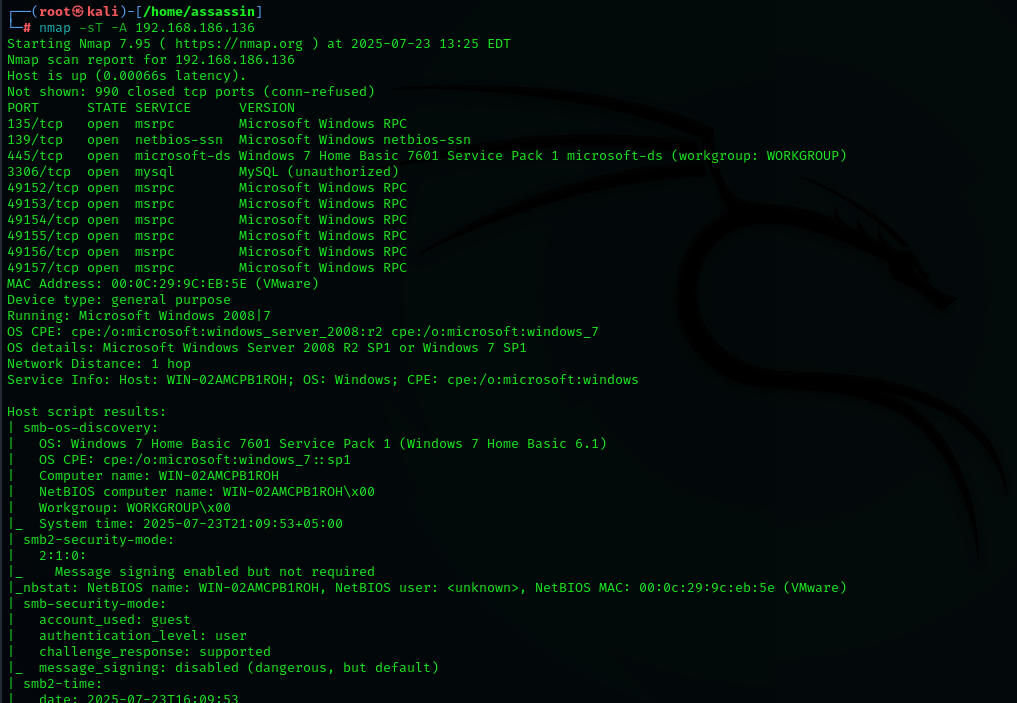 ┌──(root㉿kali)-[/home/assassin]
└─# nmap -sT -A 192.168.186.136
Starting Nmap 7.95 ( https://nmap.org ) at 2025-07-23 13:25 EDT
Nmap scan report for 192.168.186.136
Host is up (0.00066s latency).
Not shown: 990 closed tcp ports (conn-refused)
PORT      STATE SERVICE      VERSION
135/tcp   open  msrpc        Microsoft Windows RPC
139/tcp   open  netbios-ssn  Microsoft Windows netbios-ssn
445/tcp   open  microsoft-ds Windows 7 Home Basic 7601 Service Pack 1 microsoft-ds (workgroup: WORKGROUP)
3306/tcp  open  mysql        MySQL (unauthorized)
49152/tcp open  msrpc        Microsoft Windows RPC
49153/tcp open  msrpc        Microsoft Windows RPC
49154/tcp open  msrpc        Microsoft Windows RPC
49155/tcp open  msrpc        Microsoft Windows RPC
49156/tcp open  msrpc        Microsoft Windows RPC
49157/tcp open  msrpc        Microsoft Windows RPC
MAC Address: 00:0C:29:9C:EB:5E (VMware)
Device type: general purpose
Running: Microsoft Windows 2008|7
OS CPE: cpe:/o:microsoft:windows_server_2008:r2 cpe:/o:microsoft:windows_7
OS details: Microsoft Windows Server 2008 R2 SP1 or Windows 7 SP1
Network Distance: 1 hop
Service Info: Host: WIN-02AMCPB1ROH; OS: Windows; CPE: cpe:/o:microsoft:windows

Host script results:
| smb-os-discovery:
|   OS: Windows 7 Home Basic 7601 Service Pack 1 (Windows 7 Home Basic 6.1)
|   OS CPE: cpe:/o:microsoft:windows_7::sp1
|   Computer name: WIN-02AMCPB1ROH
|   NetBIOS computer name: WIN-02AMCPB1ROH\x00
|   Workgroup: WORKGROUP\x00
|_  System time: 2025-07-23T21:09:53+05:00
| smb2-security-mode:
|   2:1:0:
|_    Message signing enabled but not required
|_nbstat: NetBIOS name: WIN-02AMCPB1ROH, NetBIOS user: <unknown>, NetBIOS MAC: 00:0c:29:9c:eb:5e (VMware)
| smb-security-mode:
|   account_used: guest
|   authentication_level: user
|   challenge_response: supported
|_  message_signing: disabled (dangerous, but default)
| smb2-time:
|   date: 2025-07-23T16:09:53